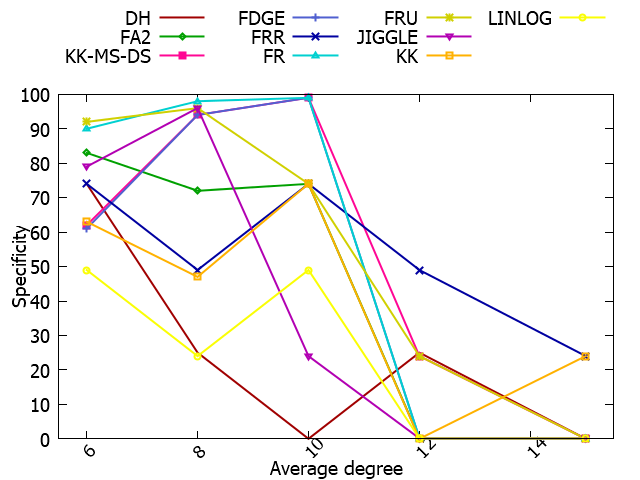 DH FDGE FRU LINLOG
FA2 FRR JIGGLE
KK-MS-DS FR KK
100
90
80
70
60
50
40
30
20
10
0
Specificity
6 8 10 12 14
Average degree